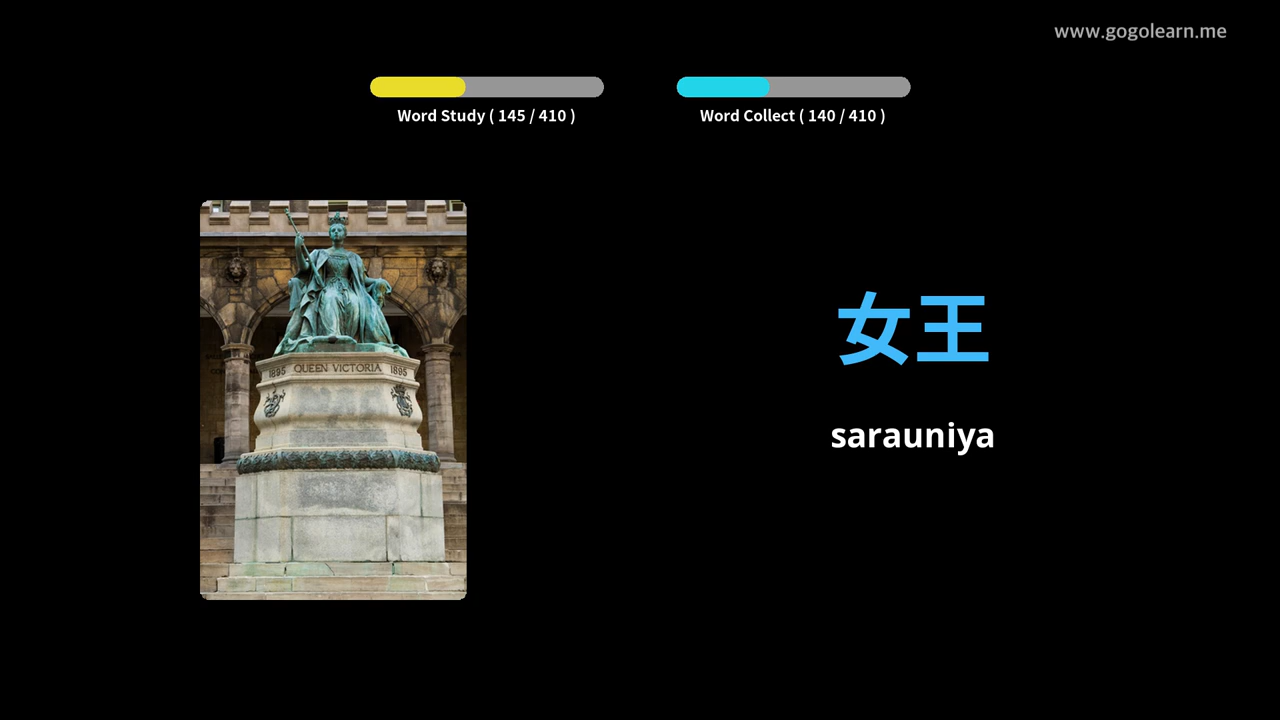 www.gogolearn.me
Word Study ( 145 / 410 )
Word Collect ( 140 / 410 )
1895 QUEEN VICTORIA 1895
女王
sarauniya